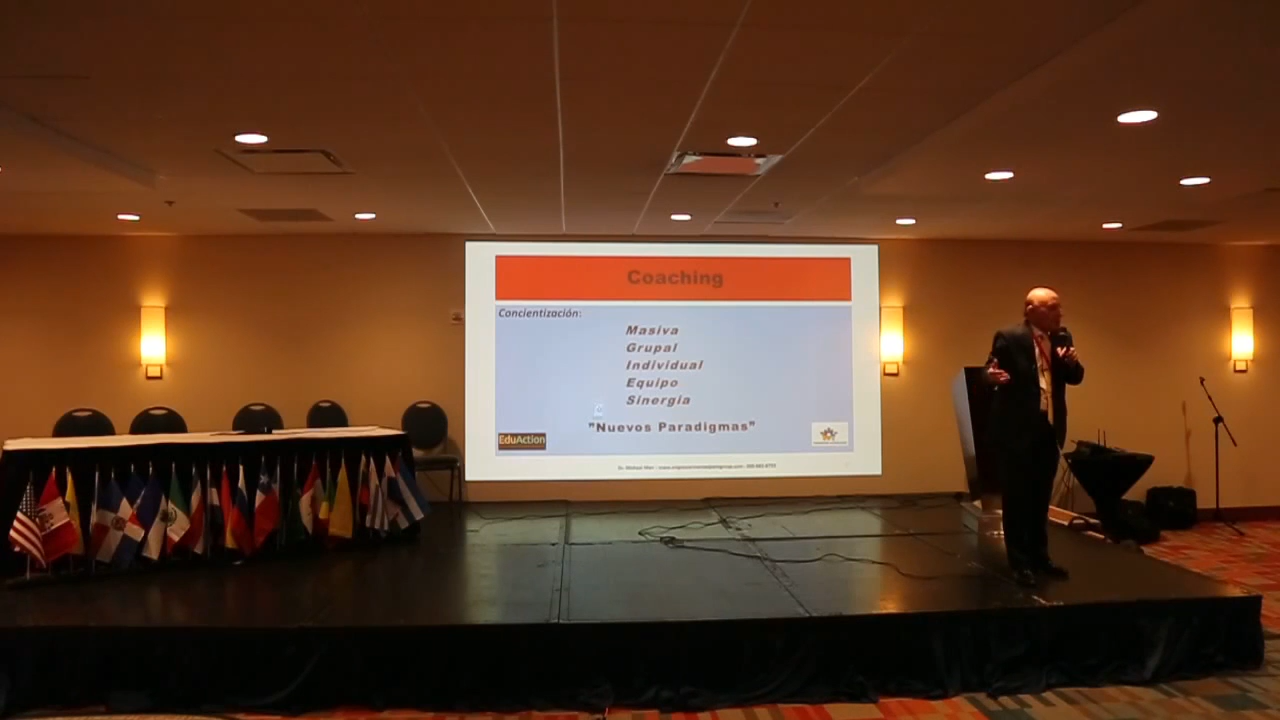 Coaching
Concientización:
Masiva
Grupal
Individual
Equipo
Sinergia
"Nuevos Paradigmas"
EduAction